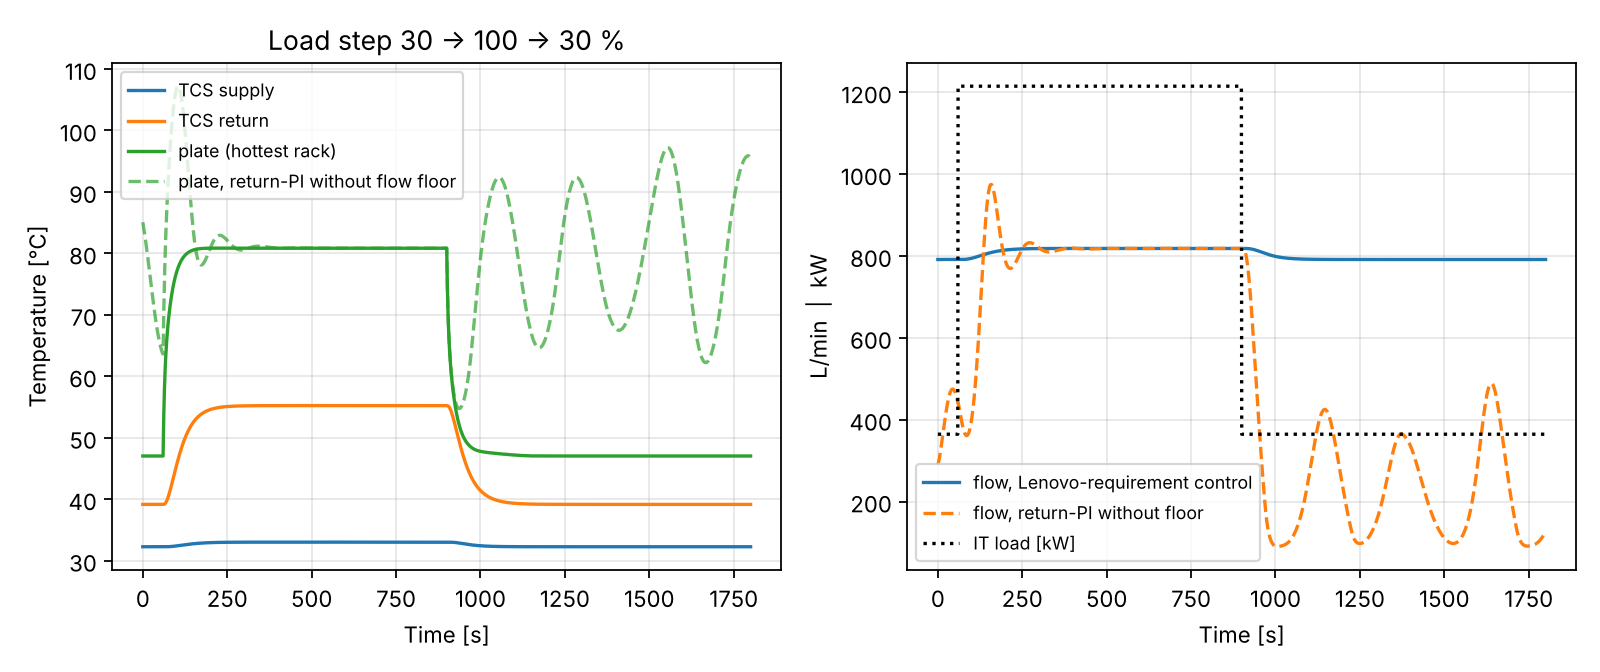 Load step 30 → 100 → 30 %
Temperature [°C]
110
100
90
80
70
60
50
40
30
TCS supply
TCS return
plate (hottest rack)
plate, return-PI without flow floor
0 250 500 750 1000 1250 1500 1750
Time [s]
L/min | kW
1200
1000
800
600
400
200
flow, Lenovo-requirement control
flow, return-PI without floor
IT load [kW]
0 250 500 750 1000 1250 1500 1750
Time [s]